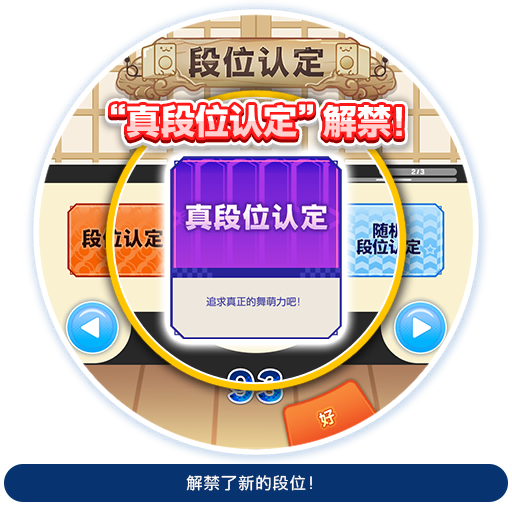 段位认定
“真段位认定”解禁!
2/3
段位认定
真段位认定
随机
段位认定
追求真正的舞萌力吧!
93
好
解禁了新的段位!